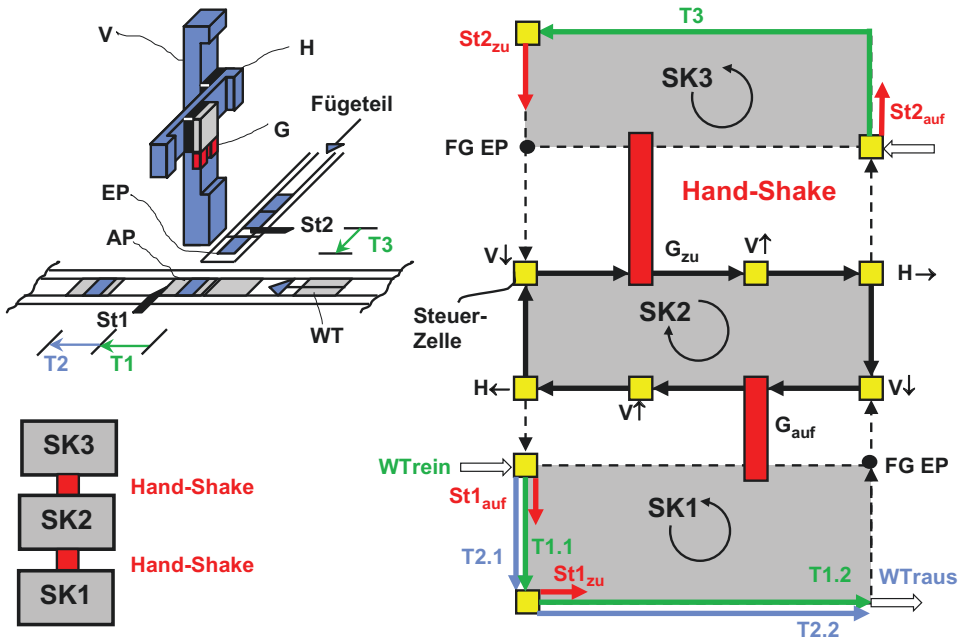 V
H
Fügeteil
G
EP
St2
AP
T3
St1
WT
T2
T1
SK3
Hand-Shake
SK2
Hand-Shake
SK1
T3
St2zu
SK3
St2auf
FG EP
Hand-Shake
V↓
Gzu
V↑
H→
Steuer-
Zelle
SK2
H←
V↑
Gauf
V↓
WTrein
FG EP
St1auf
SK1
T2.1
T1.1
St1zu
T1.2
WTraus
T2.2